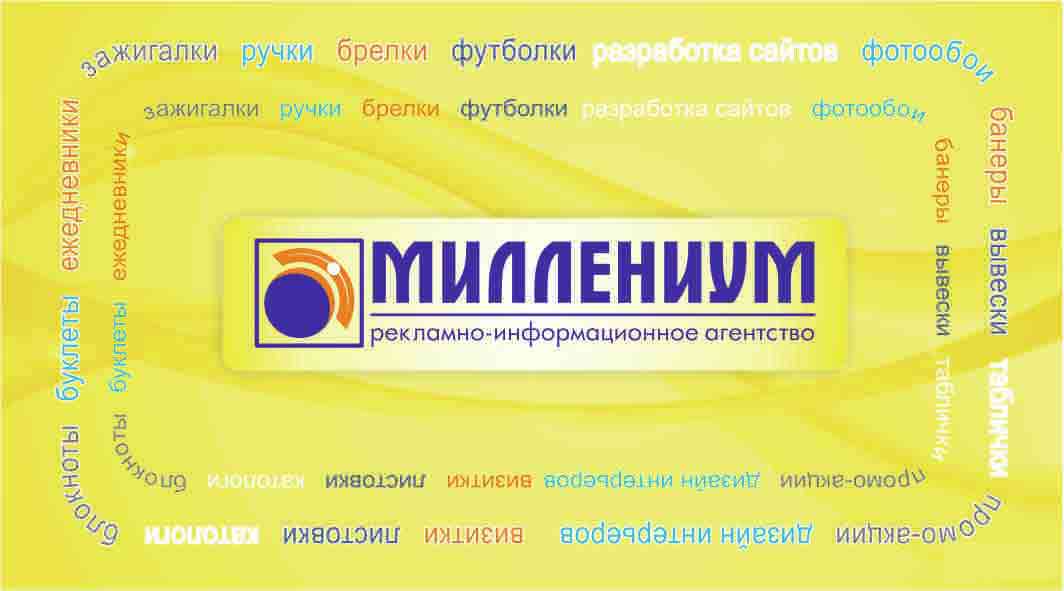 зажигалки ручки брелки футболки разработка сайтов фотообои
банеры вывески таблички
промо-акции дизайн интерьеров визитки листовки катологи
блокноты буклеты ежедневники
зажигалки ручки брелки футболки разработка сайтов фотообои
банеры вывески таблички
промо-акции дизайн интерьеров визитки листовки катологи
блокноты буклеты ежедневники
МИЛЛЕНИУМ
рекламно-информационное агентство